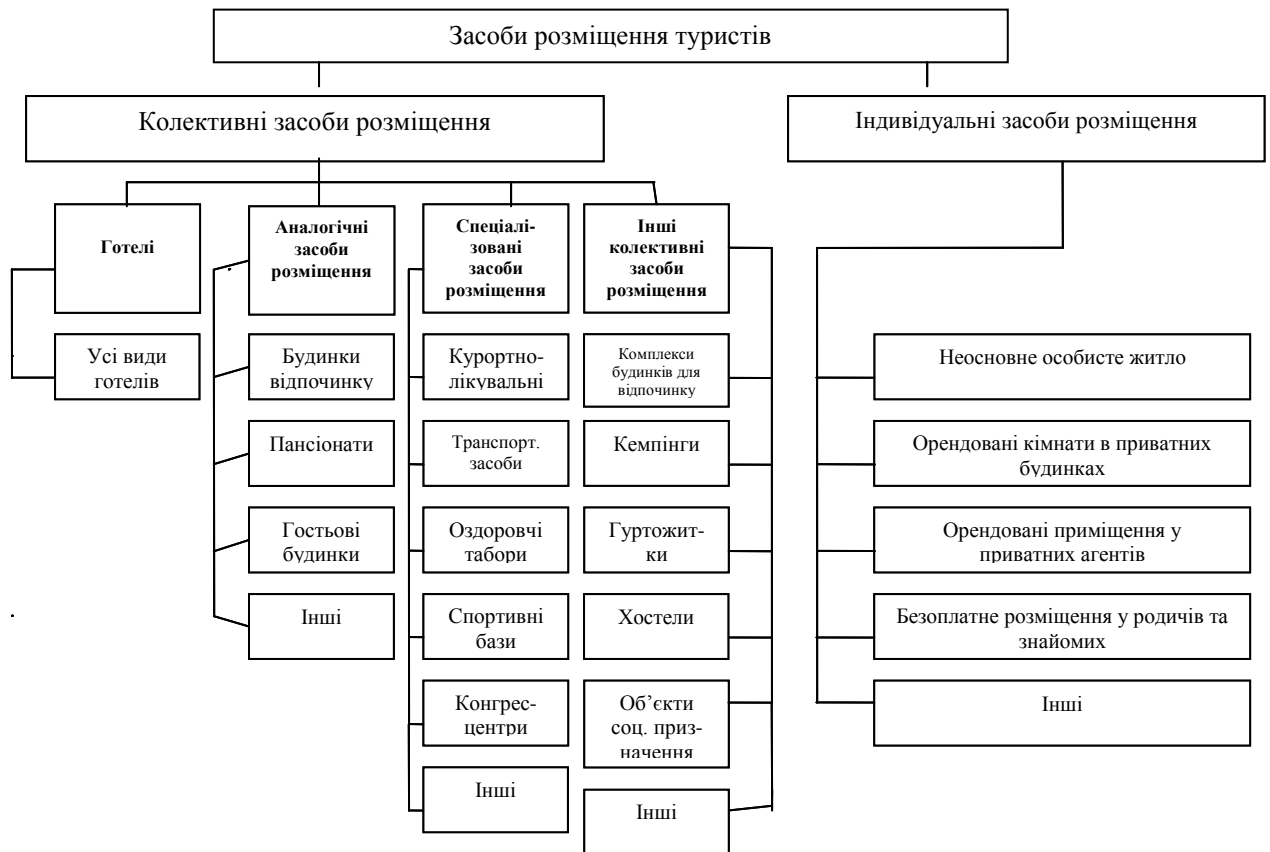 Засоби розміщення туристів
Колективні засоби розміщення
Індивідуальні засоби розміщення
Готелі
Аналогічні
засоби
розміщення
Спеціалі-
зовані
засоби
розміщення
Інші
колективні
засоби
розміщення
Усі види
готелів
Будинки
відпочинку
Пансіонати
Гостьові
будинки
Інші
Курортно-
лікувальні
Транспорт.
засоби
Оздоровчі
табори
Спортивні
бази
Конгрес-
центри
Інші
Комплекси
будинків для
відпочинку
Кемпінги
Гуртожит-
ки
Хостели
Об’єкти
соц. приз-
начення
Інші
Неосновне особисте житло
Орендовані кімнати в приватних
будинках
Орендовані приміщення у
приватних агентів
Безоплатне розміщення у родичів та
знайомих
Інші